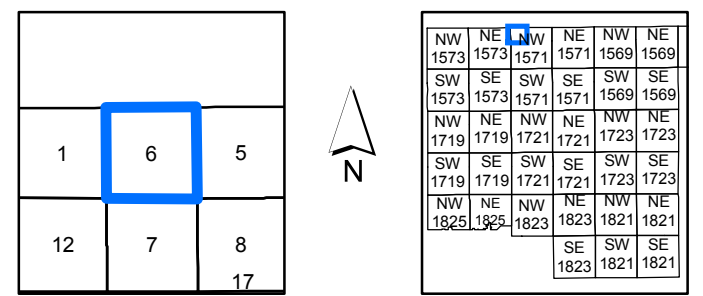 1 6 5
12 7 8
17
N
NW NE NW NE NW NE
1573 1573 1571 1571 1569 1569
SW SE SW SE SW SE
1573 1573 1571 1571 1569 1569
NW NE NW NE NW NE
1719 1719 1721 1721 1723 1723
SW SE SW SE SW SE
1719 1719 1721 1721 1723 1723
NW NE NW NE NW NE
1825 1825 1823 1823 1821 1821
SE SW SE
1823 1821 1821